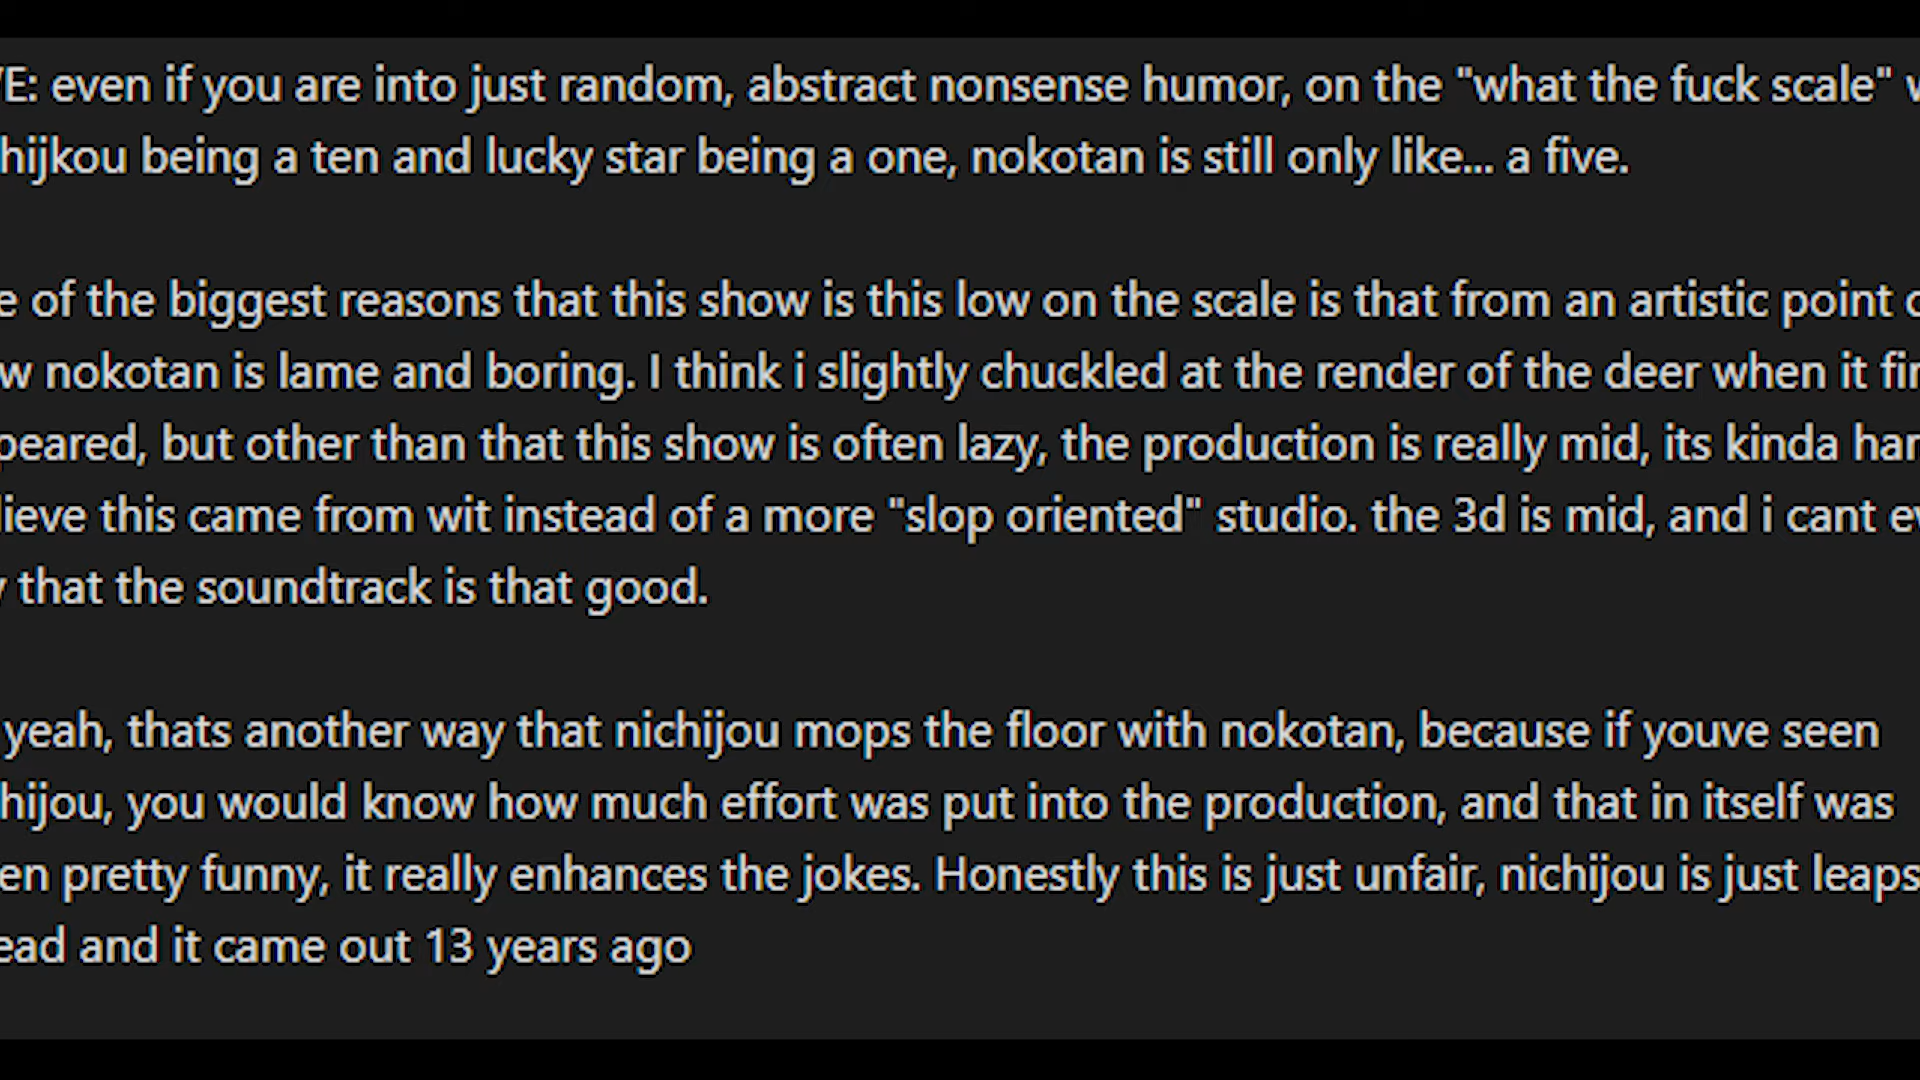 E: even if you are into just random, abstract nonsense humor, on the "what the fuck scale"
hijkou being a ten and lucky star being a one, nokotan is still only like... a five.
e of the biggest reasons that this show is this low on the scale is that from an artistic point
w nokotan is lame and boring. I think i slightly chuckled at the render of the deer when it
peared, but other than that this show is often lazy, the production is really mid, its kinda
lieve this came from wit instead of a more "slop oriented" studio. the 3d is mid, and i cant
that the soundtrack is that good.
yeah, thats another way that nichijou mops the floor with nokotan, because if youve seen
hijou, you would know how much effort was put into the production, and that in itself was
en pretty funny, it really enhances the jokes. Honestly this is just unfair, nichijou is just leaps
ead and it came out 13 years ago